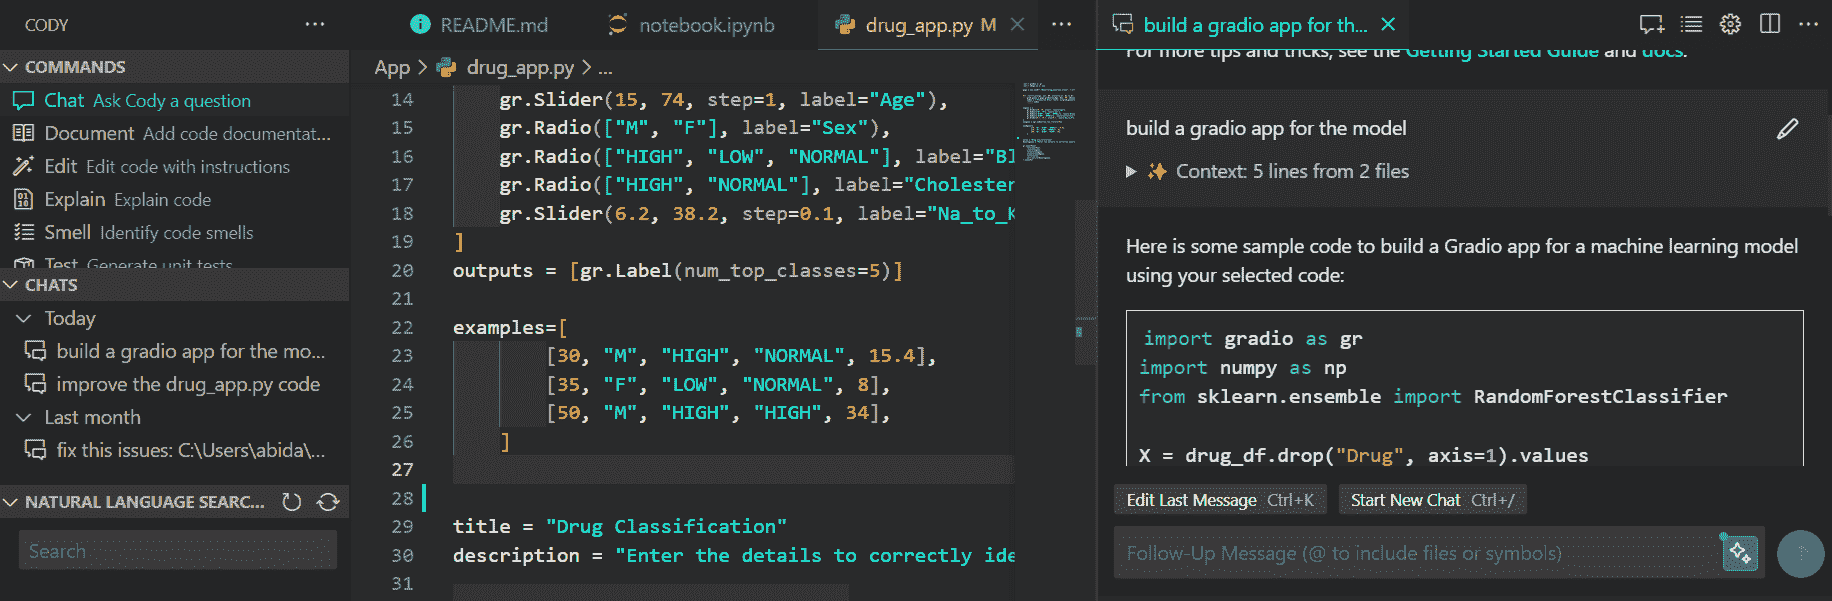 CODY
COMMANDS
Chat Ask Cody a question
Document Add code documentat...
Edit Edit code with instructions
Explain Explain code
Smell Identify code smells
Test Generate unit tests
CHATS
Today
build a gradio app for the mo...
improve the drug_app.py code
Last month
fix this issues: C:\Users\abida\...
NATURAL LANGUAGE SEARC...
Search
README.md
notebook.ipynb
drug_app.py M
App > drug_app.py > ...
14 gr.Slider(15, 74, step=1, label="Age"),
15 gr.Radio(["M", "F"], label="Sex"),
16 gr.Radio(["HIGH", "LOW", "NORMAL"], label="Bl
17 gr.Radio(["HIGH", "NORMAL"], label="Cholester
18 gr.Slider(6.2, 38.2, step=0.1, label="Na_to_K
19 ]
20 outputs = [gr.Label(num_top_classes=5)]
21
22 examples=[
23 [30, "M", "HIGH", "NORMAL", 15.4],
24 [35, "F", "LOW", "NORMAL", 8],
25 [50, "M", "HIGH", "HIGH", 34],
26 ]
27
28
29 title = "Drug Classification"
30 description = "Enter the details to correctly ide
31
build a gradio app for th...
For more tips and tricks, see the Getting Started Guide and docs.
build a gradio app for the model
Context: 5 lines from 2 files
Here is some sample code to build a Gradio app for a machine learning model
using your selected code:
import gradio as gr
import numpy as np
from sklearn.ensemble import RandomForestClassifier
X = drug_df.drop("Drug", axis=1).values
Edit Last Message Ctrl+K
Start New Chat Ctrl+/
Follow-Up Message (@ to include files or symbols)